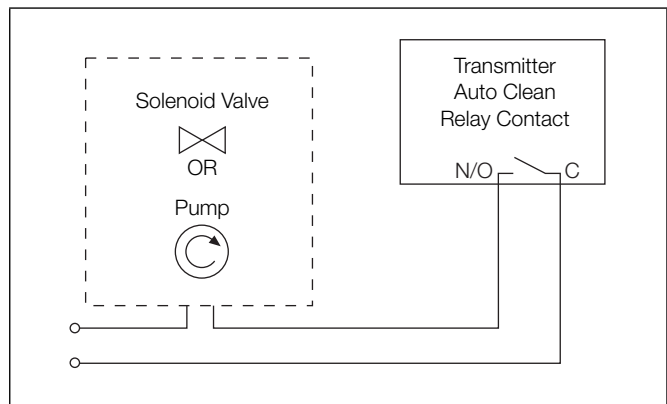 Solenoid Valve
OR
Pump
Transmitter
Auto Clean
Relay Contact
N/O C